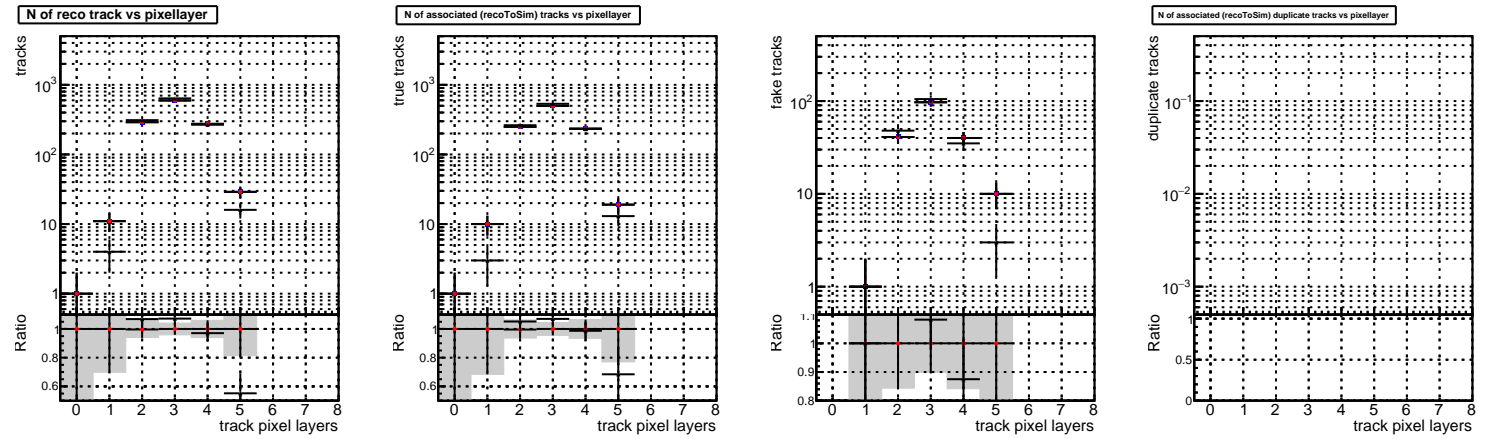 N of reco track vs pixellayer
tracks
10³
10²
10
1
Ratio
1
0.8
0.6
0 1 2 3 4 5 6 7 8
track pixel layers
N of associated (recoToSim) tracks vs pixellayer
true tracks
10³
10²
10
1
Ratio
1
0.8
0.6
0 1 2 3 4 5 6 7 8
track pixel layers
fake tracks
10²
10
1
Ratio
1.1
1
0.9
0.8
0 1 2 3 4 5 6 7 8
track pixel layers
N of associated (recoToSim) duplicate tracks vs pixellayer
duplicate tracks
10⁻¹
10⁻²
10⁻³
Ratio
1
0.5
0
0 1 2 3 4 5 6 7 8
track pixel layers